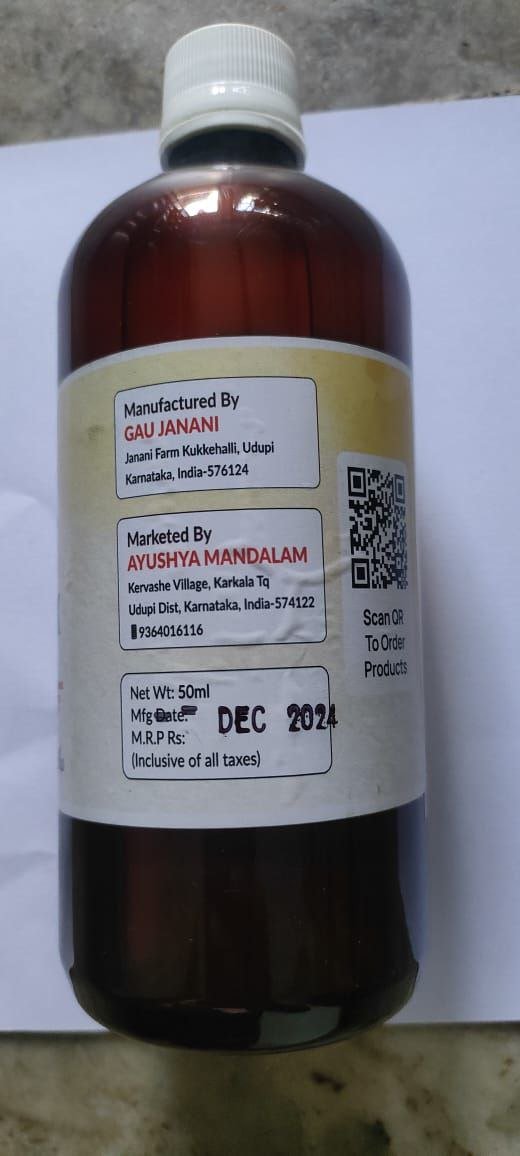 Manufactured By
GAU JANANI
Janani Farm Kukkehalli, Udupi
Karnataka, India-576124
Marketed By
AYUSHYA MANDALAM
Kervashe Village, Karkala Tq
Udupi Dist, Karnataka, India-574122
9364016116
Scan QR
To Order
Products
Net Wt: 50ml
Mfg Date: DEC 2024
M.R.P Rs:
(Inclusive of all taxes)